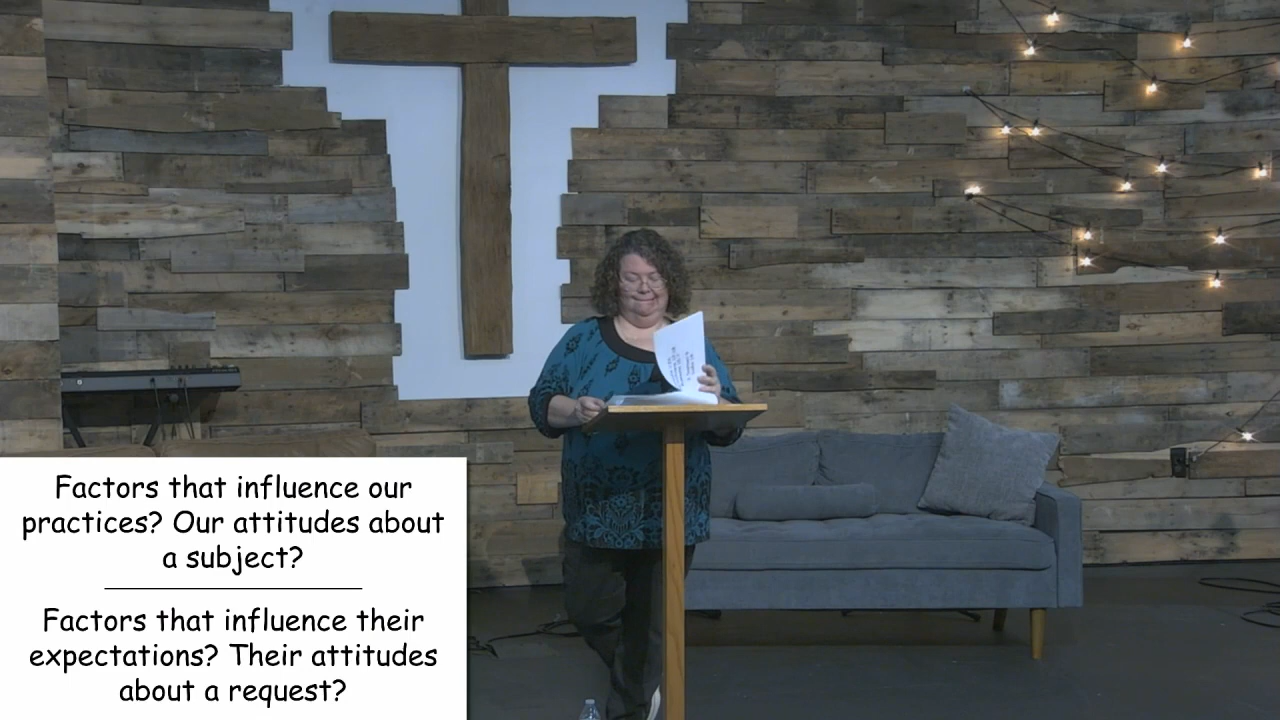 Factors that influence our
practices? Our attitudes about
a subject?
Factors that influence their
expectations? Their attitudes
about a request?